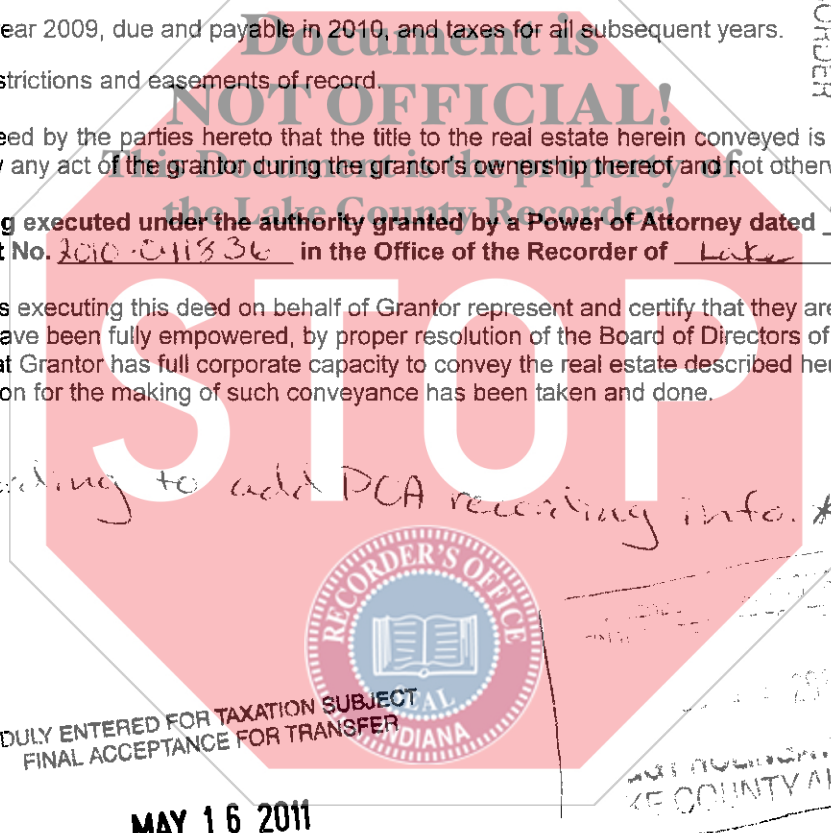 ear 2009, due and payable in 2010, and taxes for all subsequent years.
Document is
strictions and easements of record.
NOT OFFICIAL!
eed by the parties hereto that the title to the real estate herein conveyed is
y any act of the grantor during the grantor's ownership thereof and not otherv
This Document is the property of
the Lake County Recorder!
g executed under the authority granted by a Power of Attorney dated
t No. 2010-011836 in the Office of the Recorder of Lake
s executing this deed on behalf of Grantor represent and certify that they are
ave been fully empowered, by proper resolution of the Board of Directors of
at Grantor has full corporate capacity to convey the real estate described her
on for the making of such conveyance has been taken and done.
STOP
to add POA recording info. *
RECORDER'S OFFICE
SEAL
INDIANA
DULY ENTERED FOR TAXATION SUBJECT
FINAL ACCEPTANCE FOR TRANSFER
MAY 16 2011
KE COUNTY A
ORDER